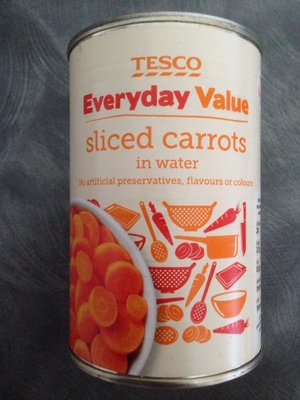 TESCO
Everyday Value
sliced carrots
in water
No artificial preservatives, flavours or colours